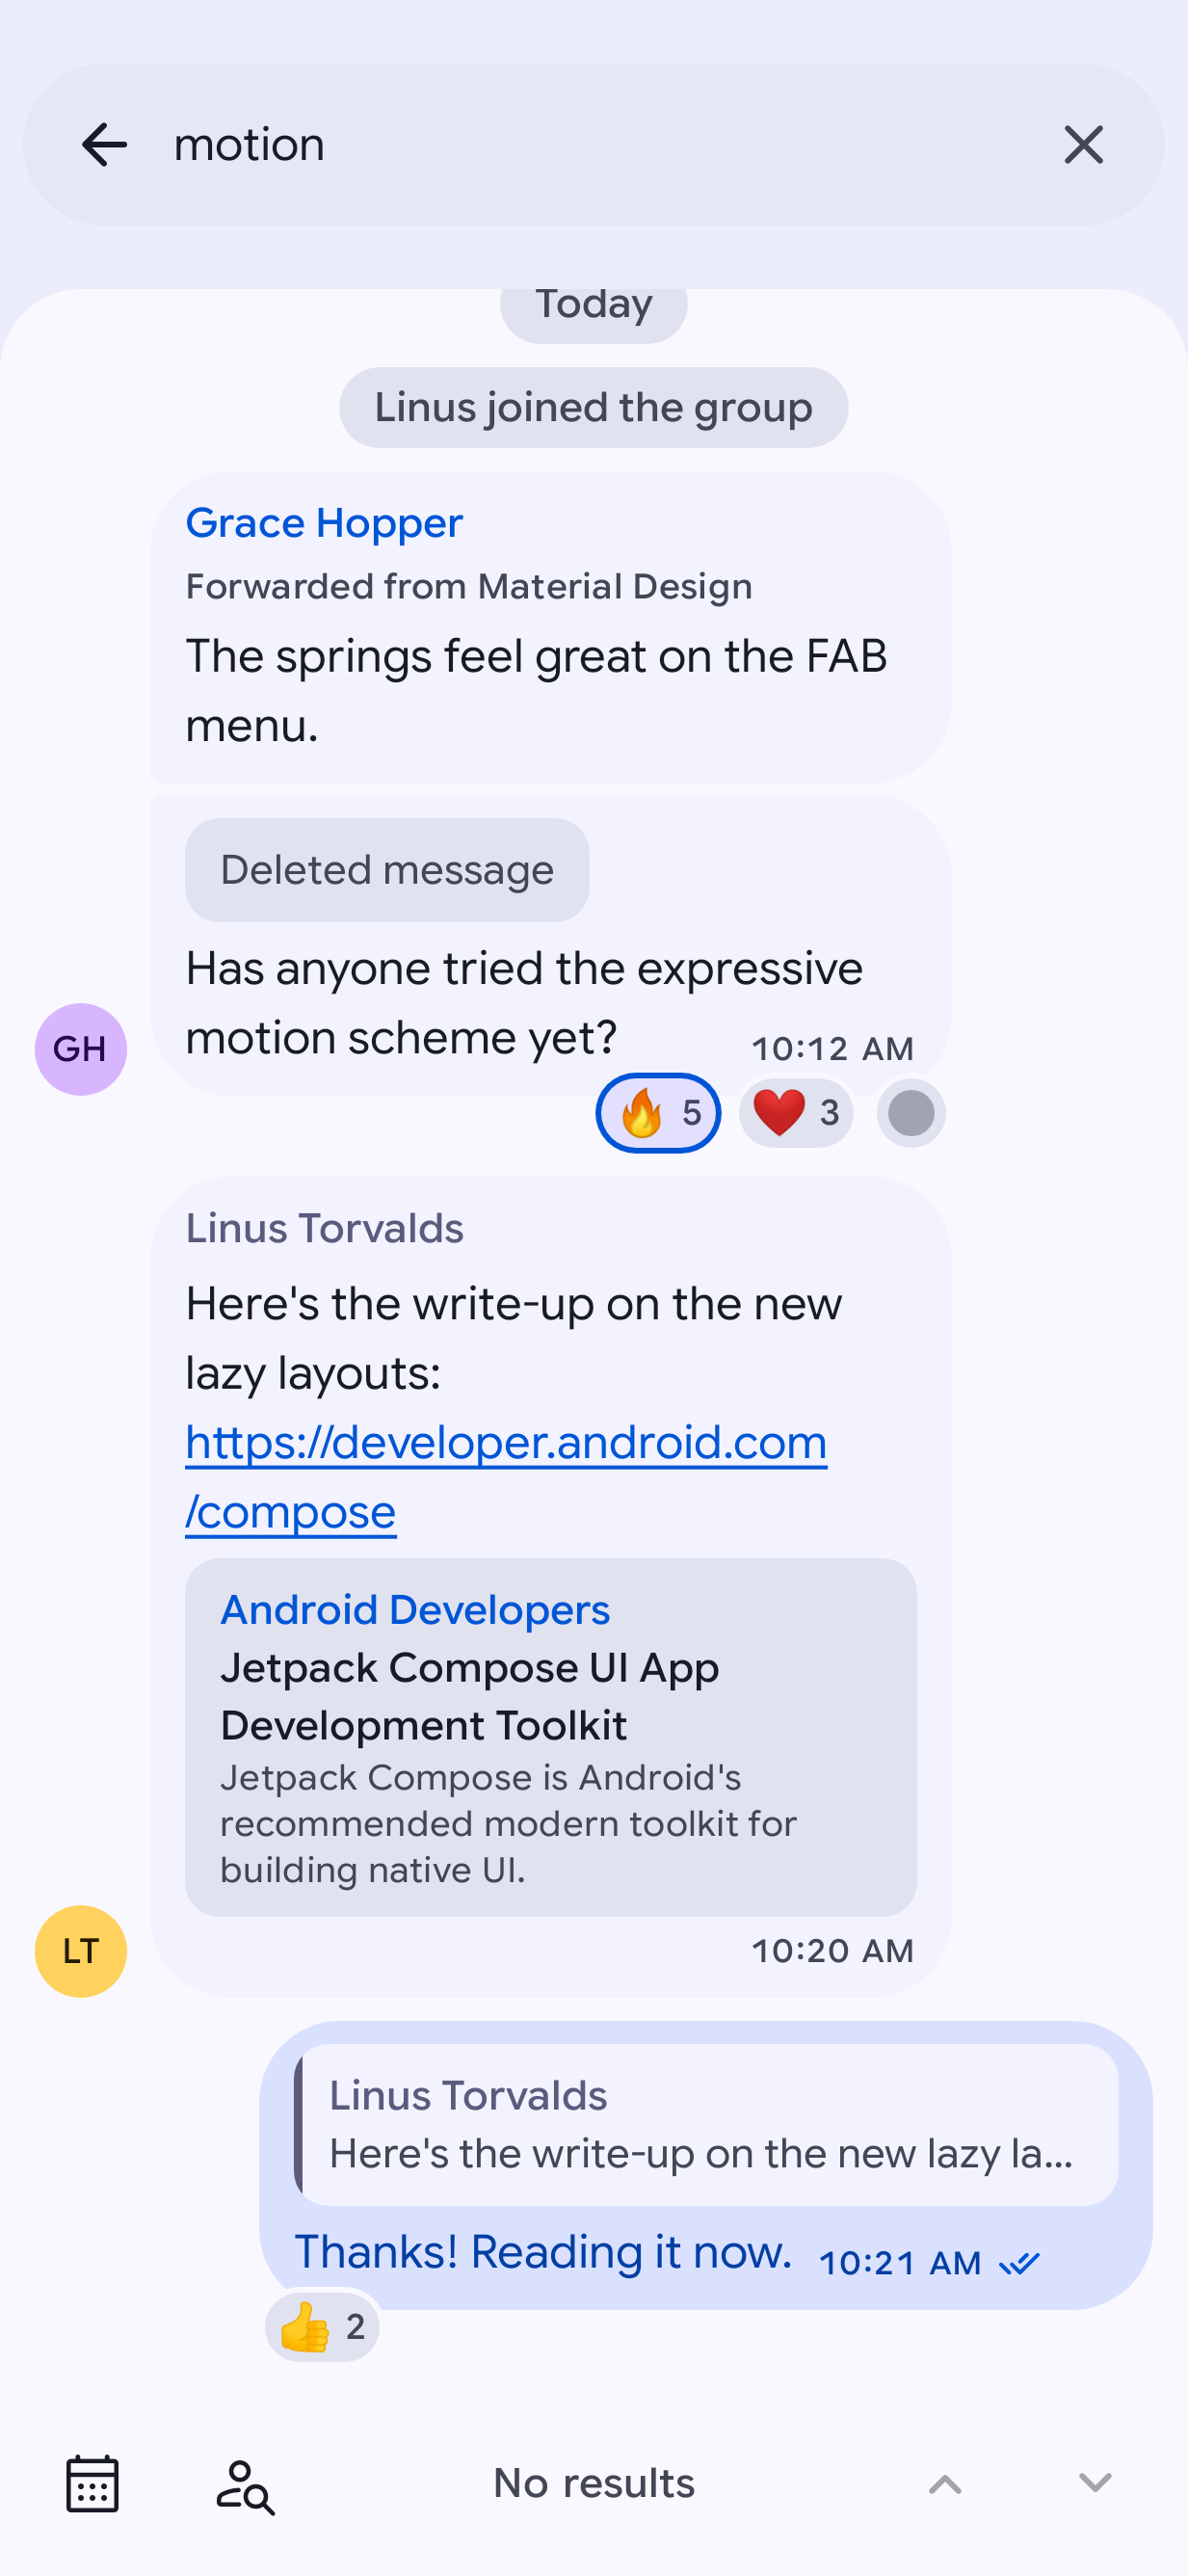 motion
Today
Linus joined the group
Grace Hopper
Forwarded from Material Design
The springs feel great on the FAB
menu.
Deleted message
Has anyone tried the expressive
motion scheme yet?
10:12 AM
GH
🔥 5
❤️ 3
Linus Torvalds
Here's the write-up on the new
lazy layouts:
https://developer.android.com
/compose
Android Developers
Jetpack Compose UI App
Development Toolkit
Jetpack Compose is Android's
recommended modern toolkit for
building native UI.
LT
10:20 AM
Linus Torvalds
Here's the write-up on the new lazy la...
Thanks! Reading it now. 10:21 AM
👍 2
No results